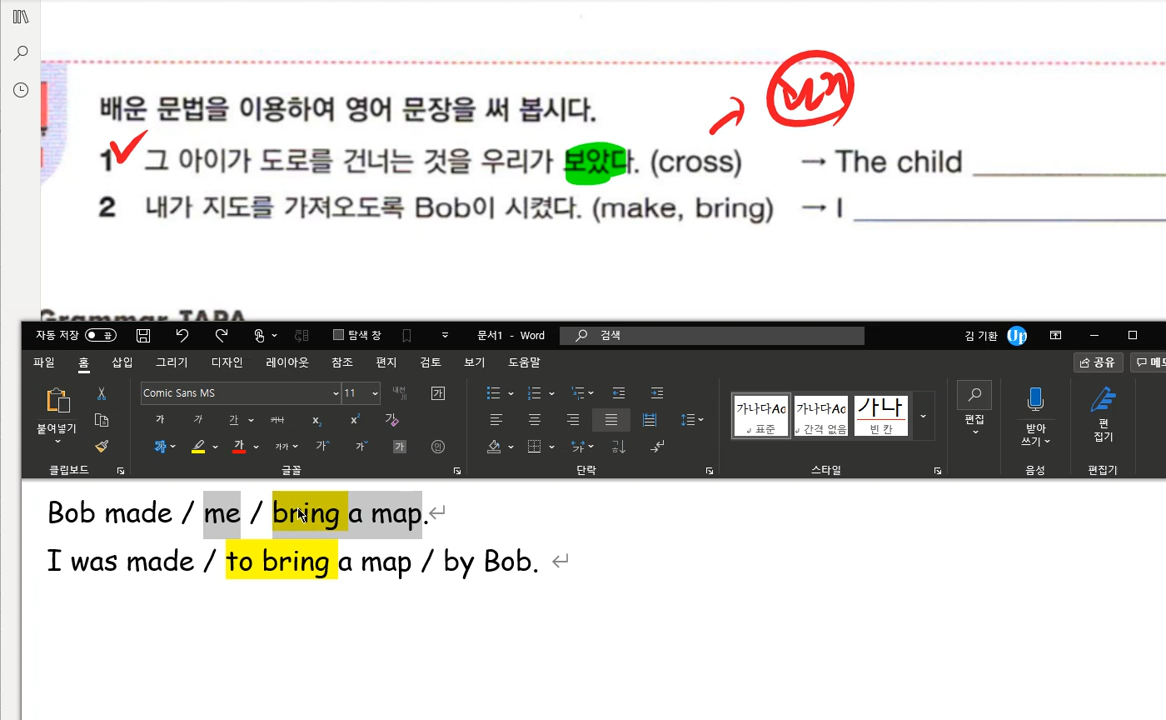 배운 문법을 이용하여 영어 문장을 써 봅시다.
1 그 아이가 도로를 건너는 것을 우리가 보았다. (cross) → The child
2 내가 지도를 가져오도록 Bob이 시켰다. (make, bring) → I
자동 저장 끔 탐색 창 문서1 - Word 검색 김 기환
파일 홈 삽입 그리기 디자인 레이아웃 참조 편지 검토 보기 도움말 공유
Comic Sans MS 11
가나다Ac 가나다Ac 가나
붙여넣기 표준 간격 없음 빈 칸 편집 받아 쓰기 편집기
클립보드 글꼴 단락 스타일 음성 편집기
Bob made / me / bring a map.
I was made / to bring a map / by Bob.